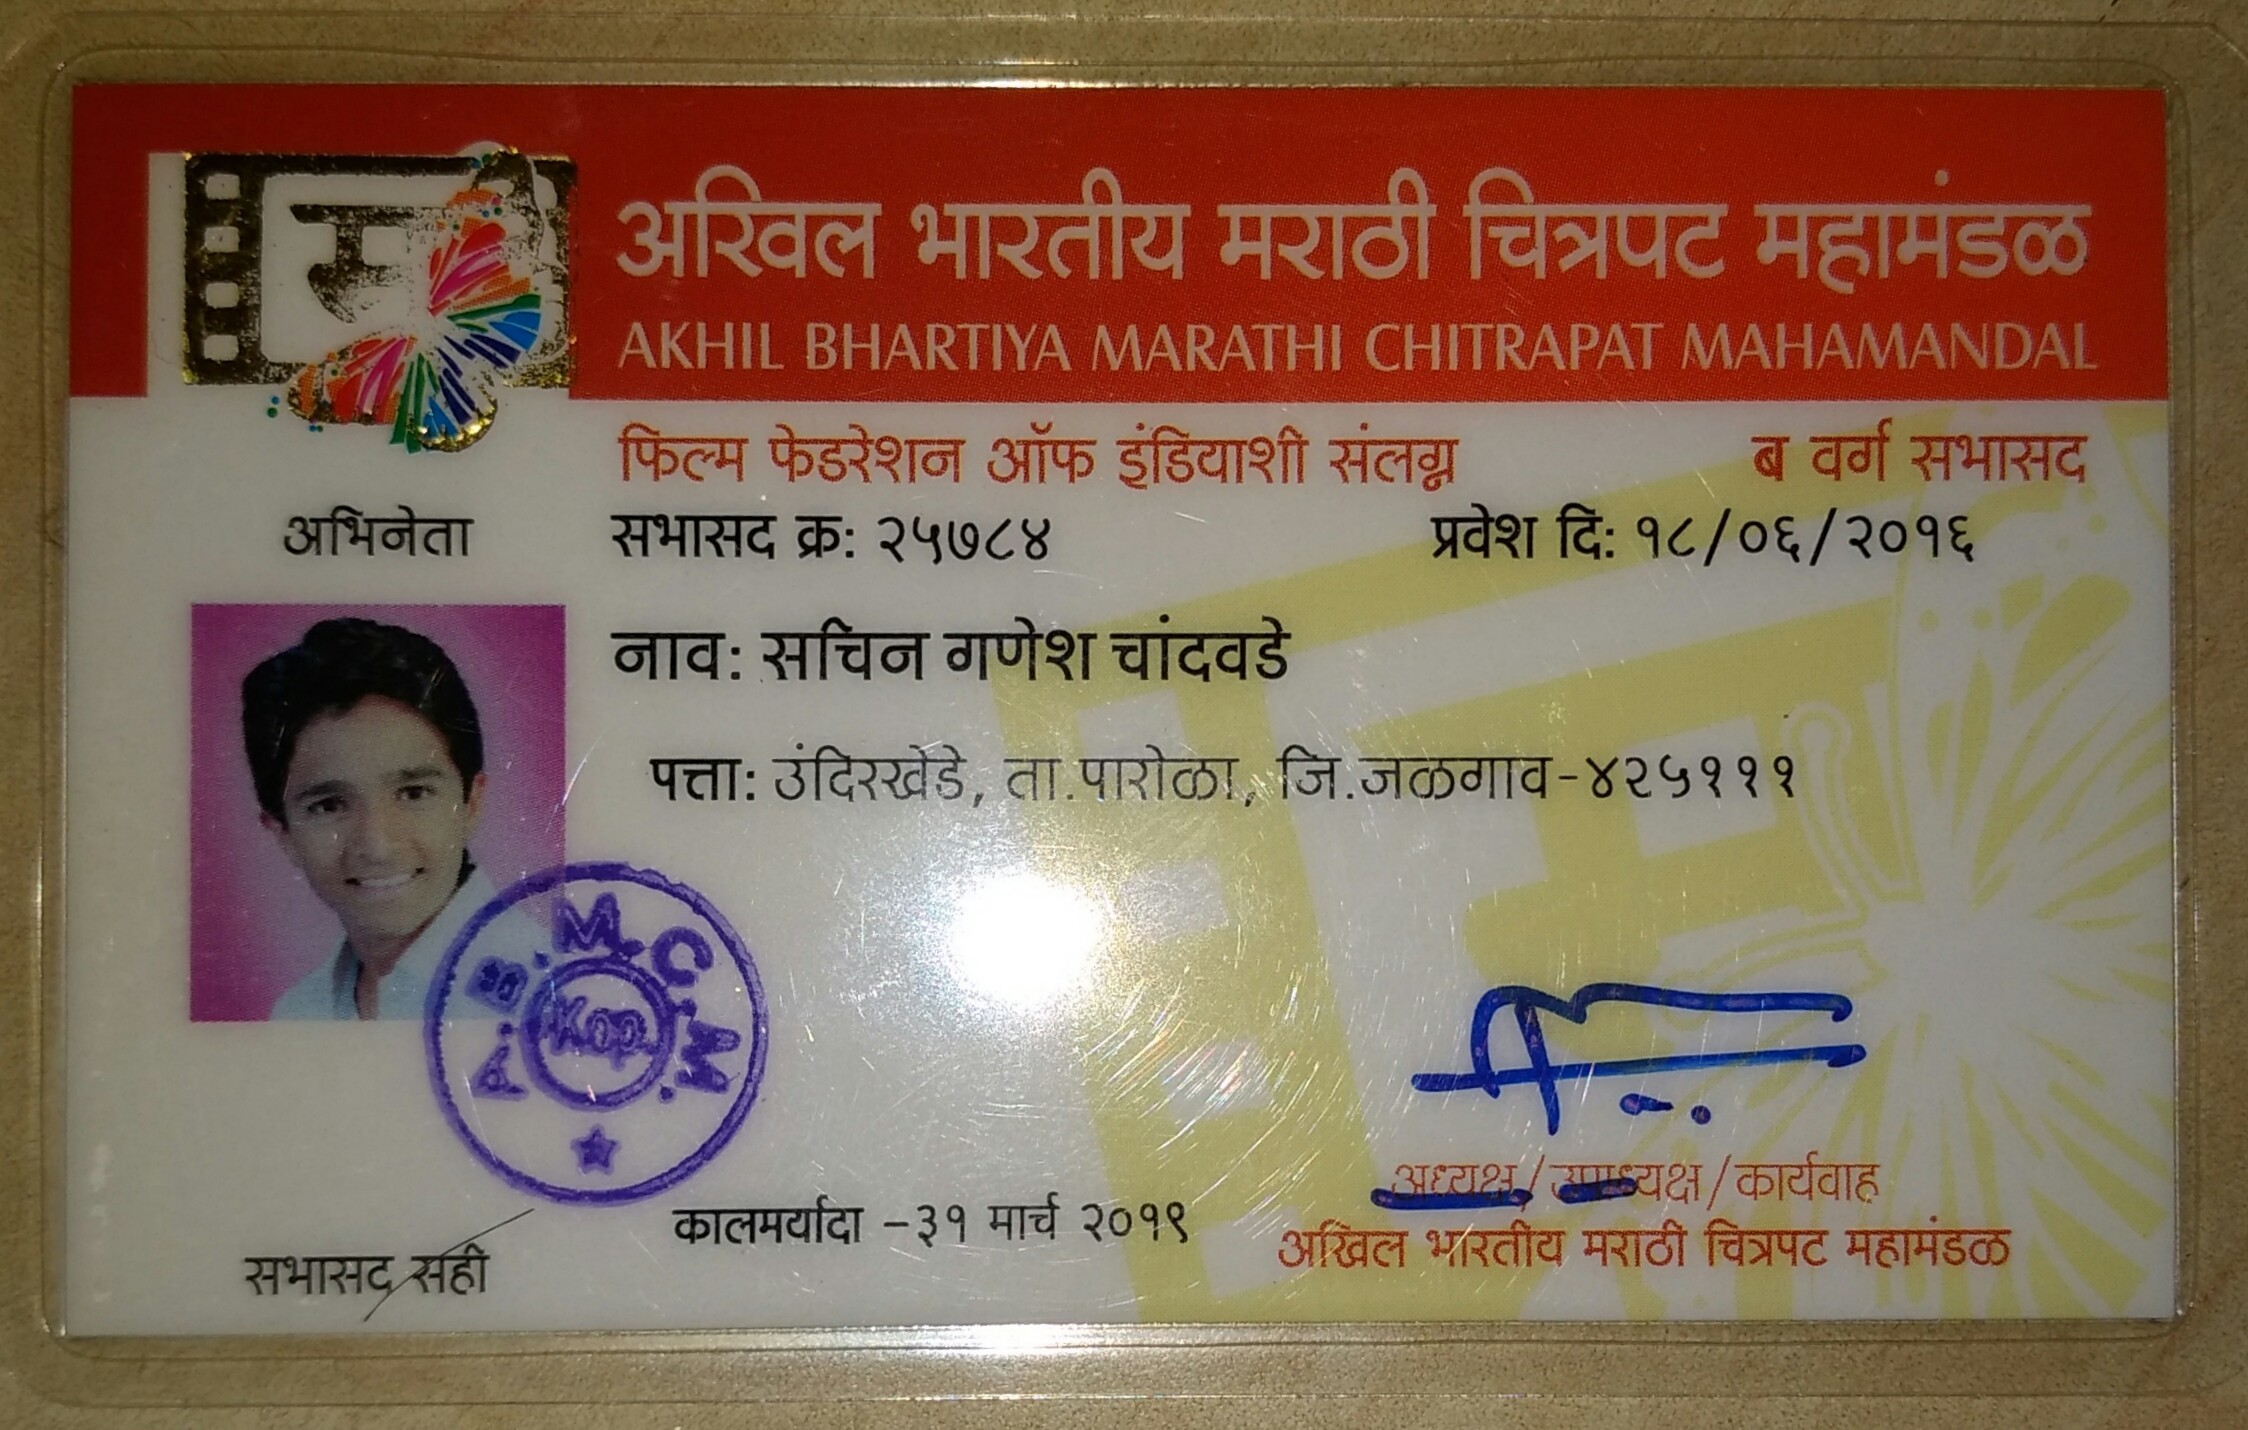 अखिल भारतीय मराठी चित्रपट महामंडळ
AKHIL BHARTIYA MARATHI CHITRAPAT MAHAMANDAL
फिल्म फेडरेशन ऑफ इंडियाशी संलग्न
ब वर्ग सभासद
अभिनेता
सभासद क्र: २५७८४
प्रवेश दि: १८/०६/२०१६
नाव: सचिन गणेश चांदवडे
पत्ता: उंदिरखेडे, ता.पारोळा, जि.जळगाव-४२५१११
A.B.M.C.M.
Kop.
अध्यक्ष/उपाध्यक्ष/कार्यवाह
कालमर्यादा -३१ मार्च २०१९
अखिल भारतीय मराठी चित्रपट महामंडळ
सभासद सही